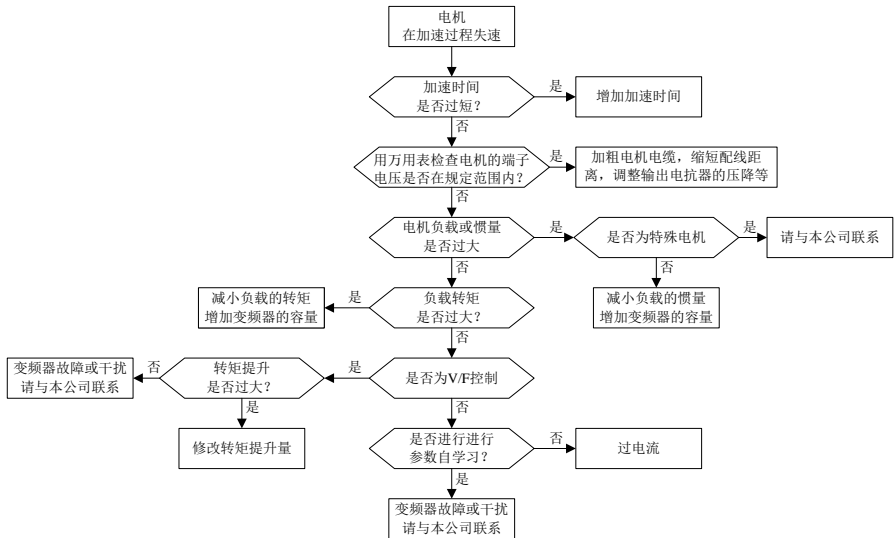 电机
在加速过程失速
加速时间
是否过短？
是
增加加速时间
否
用万用表检查电机的端子
电压是否在规定范围内？
是
加粗电机电缆，缩短配线距
离，调整输出电抗器的压降等
否
电机负载或惯量
是否过大
是
是否为特殊电机
是
请与本公司联系
否
否
减小负载的转矩
增加变频器的容量
是
负载转矩
是否过大？
减小负载的惯量
增加变频器的容量
否
变频器故障或干扰
请与本公司联系
否
转矩提升
是否过大？
是
是否为V/F控制
是
否
修改转矩提升量
是否进行进行
参数自学习？
否
过电流
是
变频器故障或干扰
请与本公司联系